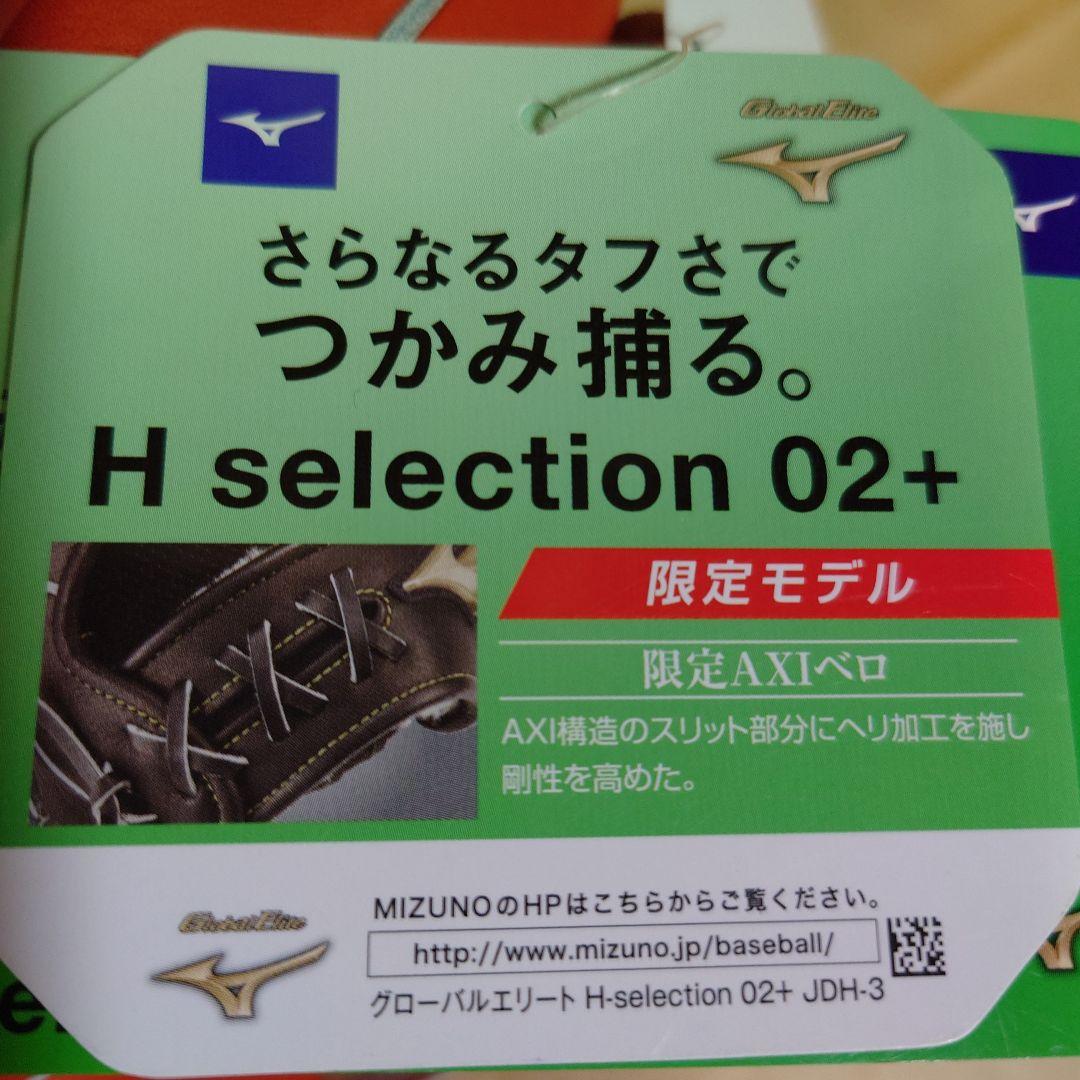 Global Elite
さらなるタフさで
つかみ捕る。
H selection 02+
限定モデル
限定AXIベロ
AXI構造のスリット部分にヘリ加工を施し
剛性を高めた。
MIZUNOのHPはこちらからご覧ください。
Global Elite
http://www.mizuno.jp/baseball/
グローバルエリート H-selection 02+ JDH-3